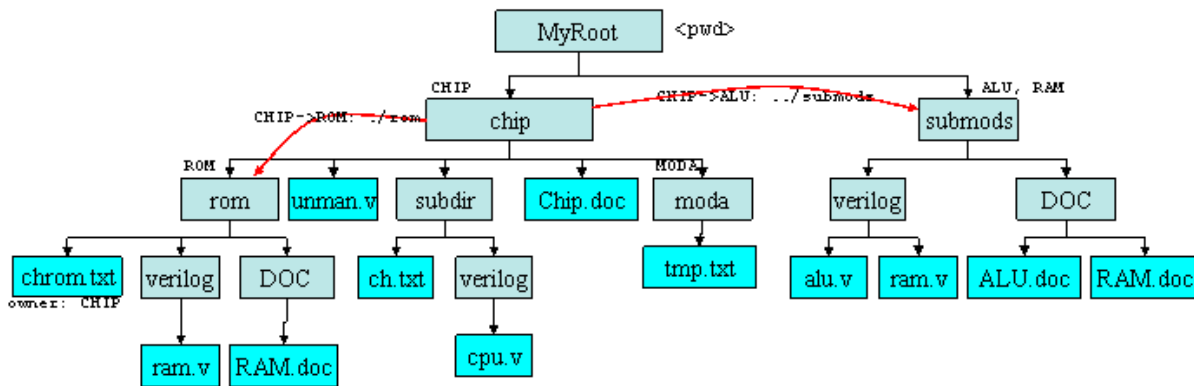 MyRoot <pwd>
CHIP
ALU, RAM
CHIP->ALU: ../submods
CHIP->ROM: ./rom
chip
submods
ROM
MODA
rom
unman.v
subdir
Chip.doc
moda
verilog
DOC
chrom.txt
verilog
DOC
ch.txt
verilog
tmp.txt
alu.v
ram.v
ALU.doc
RAM.doc
owner: CHIP
ram.v
RAM.doc
cpu.v